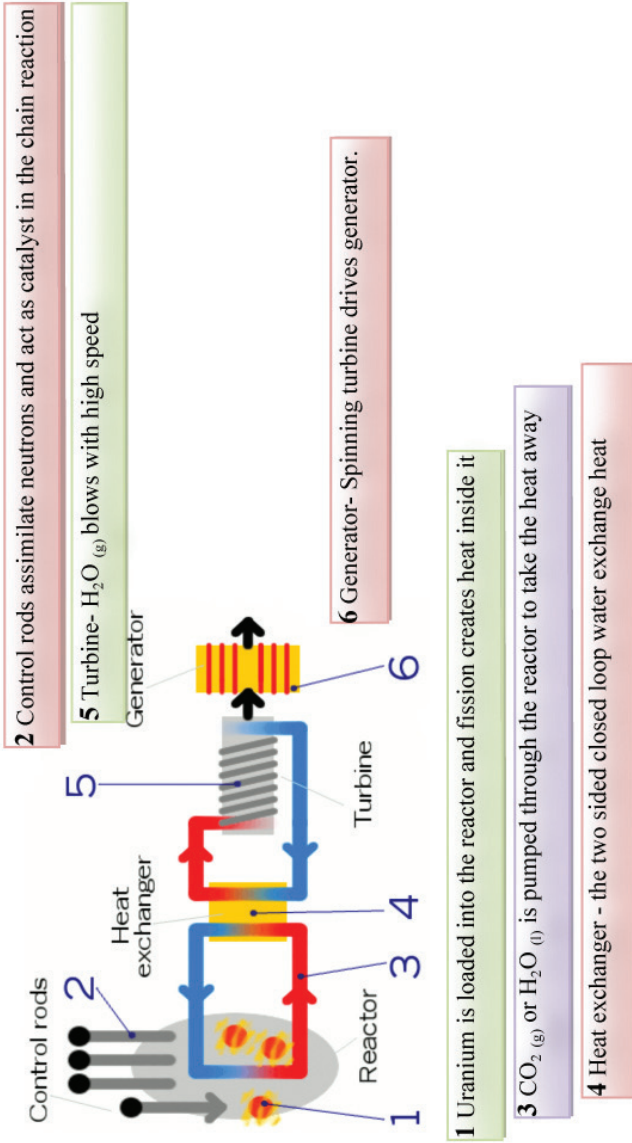 2 Control rods assimilate neutrons and act as catalyst in the chain reaction
5 Turbine- H₂O (g) blows with high speed
Control rods
2
Heat
exchanger
5
Generator
1
Reactor
3
4
Turbine
6
6 Generator- Spinning turbine drives generator.
1 Uranium is loaded into the reactor and fission creates heat inside it
3 CO₂ (g) or H₂O (l) is pumped through the reactor to take the heat away
4 Heat exchanger - the two sided closed loop water exchange heat